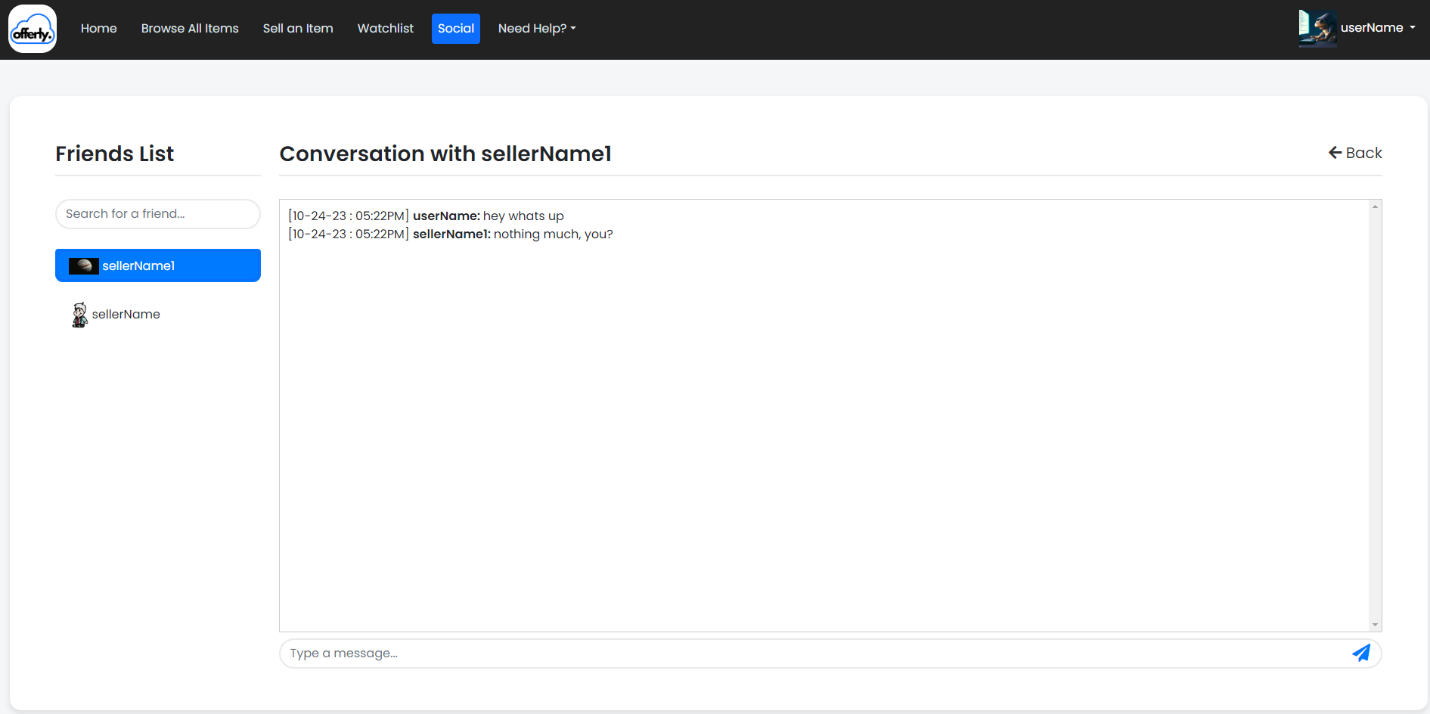 offerly.
Home Browse All Items Sell an Item Watchlist Social Need Help? userName
Friends List
Search for a friend...
sellerName1
sellerName
Conversation with sellerName1
Back
[10-24-23 : 05:22PM] userName: hey whats up
[10-24-23 : 05:22PM] sellerName1: nothing much, you?
Type a message...